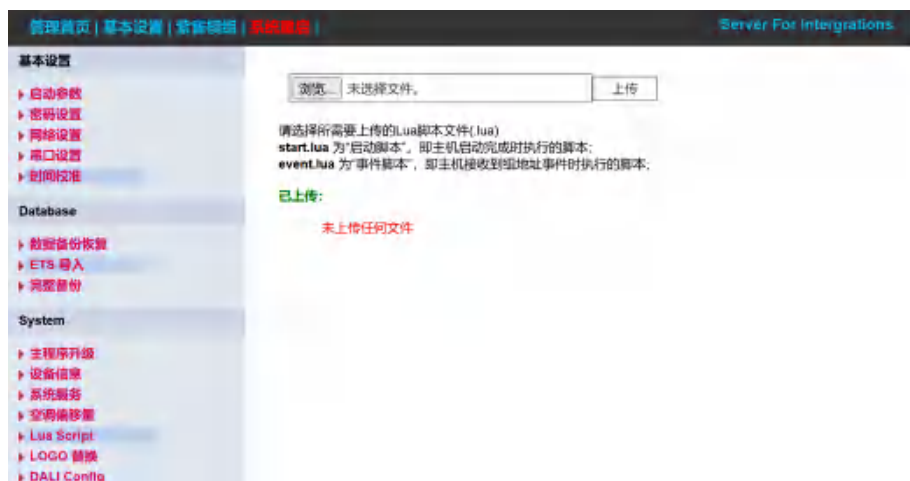 管理首页 | 基本设置 | 索雷模组 | 系统重启 |
Server For Intergrations
基本设置
启动参数
密码设置
网络设置
串口设置
时间校准
Database
数据备份恢复
ETS 导入
完整备份
System
主程序升级
设备信息
系统服务
空调偏移量
Lua Script
LOGO 替换
DALI Config
浏览... 未选择文件。 上传
请选择所需要上传的Lua脚本文件(.lua)
start.lua 为"启动脚本"，即主机启动完成时执行的脚本;
event.lua 为"事件脚本"，即主机接收到组地址事件时执行的脚本;
已上传:
未上传任何文件